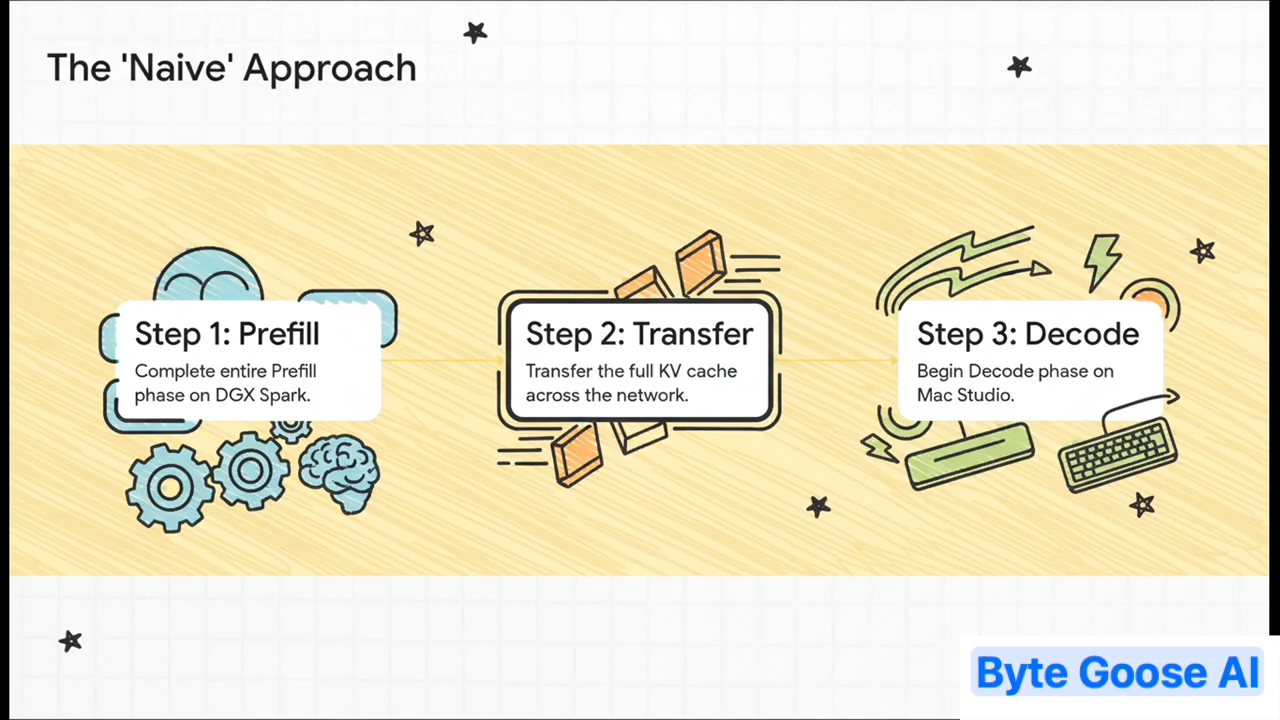 The 'Naive' Approach
Step 1: Prefill
Complete entire Prefill
phase on DGX Spark.
Step 2: Transfer
Transfer the full KV cache
across the network.
Step 3: Decode
Begin Decode phase on
Mac Studio.
Byte Goose AI